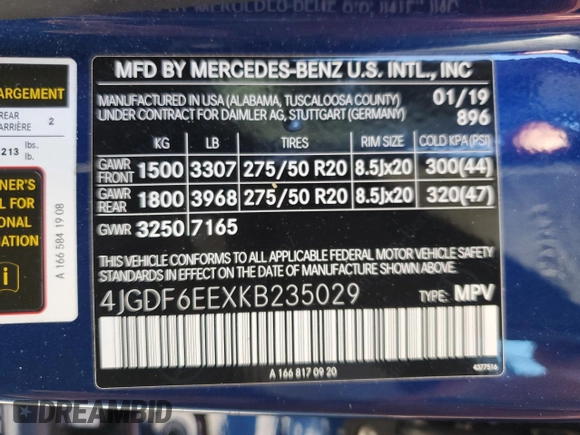 MFD BY MERCEDES-BENZ U.S. INTL., INC
MANUFACTURED IN USA (ALABAMA, TUSCALOOSA COUNTY) 01/19
UNDER CONTRACT FOR DAIMLER AG, STUTTGART (GERMANY) 896
KG LB TIRES RIM SIZE COLD KPA (PSI)
GAWR FRONT 1500 3307 275/50 R20 8.5Jx20 300(44)
GAWR REAR 1800 3968 275/50 R20 8.5Jx20 320(47)
GVWR 3250 7165
THIS VEHICLE CONFORMS TO ALL APPLICABLE FEDERAL MOTOR VEHICLE
SAFETY STANDARDS IN EFFECT ON THE DATE OF MANUFACTURE SHOWN ABOVE.
4JGDF6EEXKB235029 TYPE: MPV
A 166 817 09 20
4377516
ARGEMENT
REAR
ARRIÈRE 2
213 lbs.
lb.
NER'S
L FOR
ONAL
ATION
i
A 166 584 19 08
DREAMBID